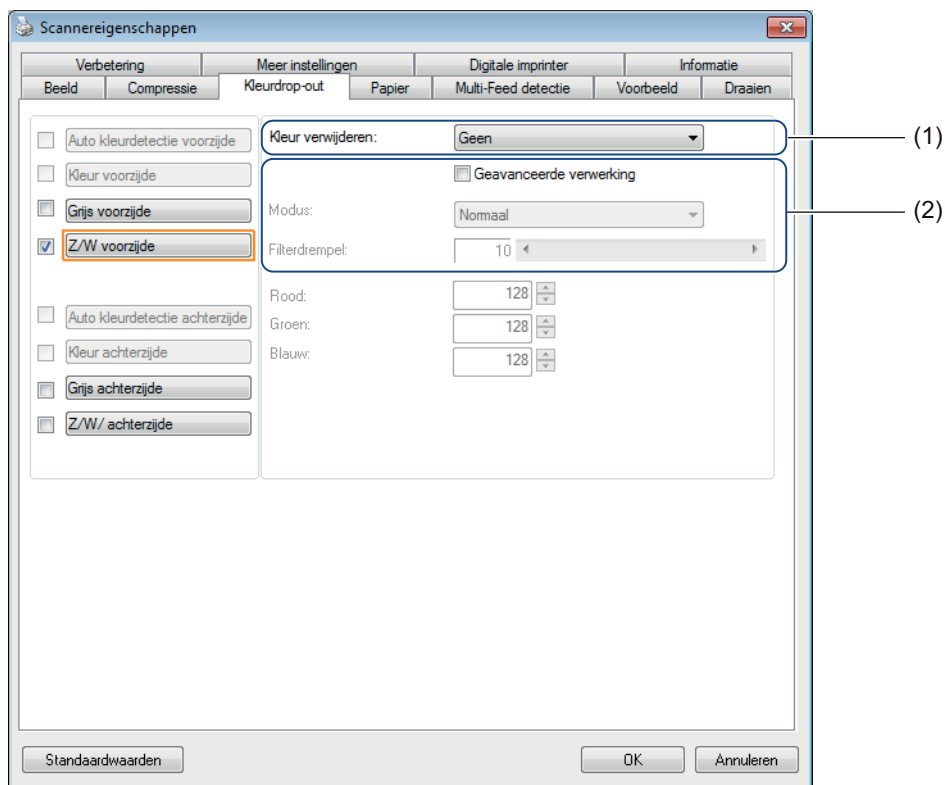 Scannereigenschappen
Verbetering Meer instellingen Digitale imprinter Informatie
Beeld Compressie Kleurdrop-out Papier Multi-Feed detectie Voorbeeld Draaien
Auto kleurdetectie voorzijde
Kleur voorzijde
Grijs voorzijde
Z/W voorzijde
Auto kleurdetectie achterzijde
Kleur achterzijde
Grijs achterzijde
Z/W/ achterzijde
Kleur verwijderen: Geen (1)
Geavanceerde verwerking
Modus: Normaal (2)
Filterdrempel: 10
Rood: 128
Groen: 128
Blauw: 128
Standaardwaarden OK Annuleren